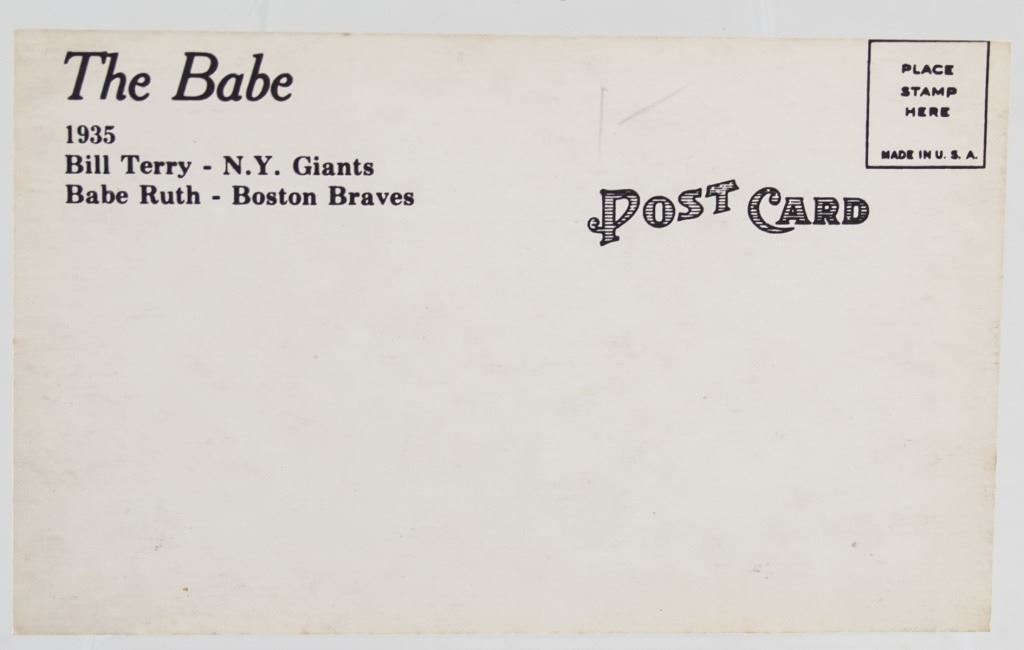 The Babe
1935
Bill Terry - N.Y. Giants
Babe Ruth - Boston Braves
PLACE
STAMP
HERE
MADE IN U. S. A.
POST CARD